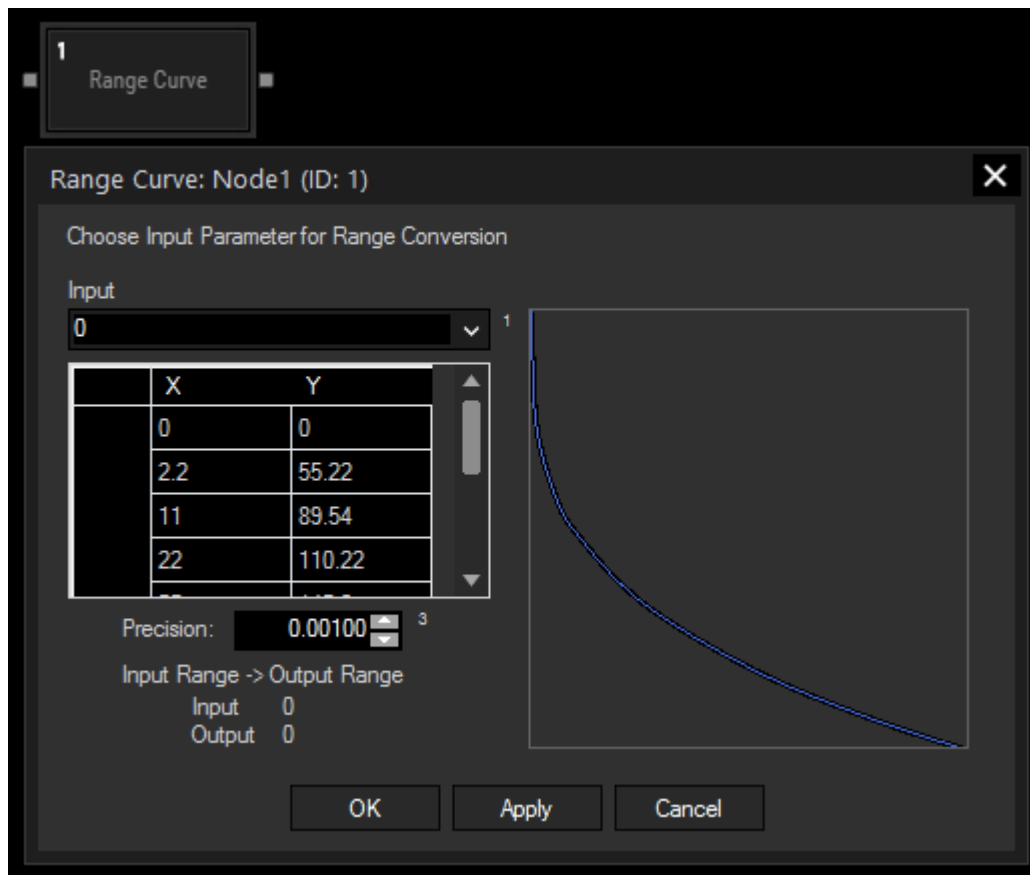 1
Range Curve
Range Curve: Node1 (ID: 1)
Choose Input Parameter for Range Conversion
Input
0
1
X Y
0 0
2.2 55.22
11 89.54
22 110.22
Precision: 0.00100 3
Input Range -> Output Range
Input 0
Output 0
OK Apply Cancel